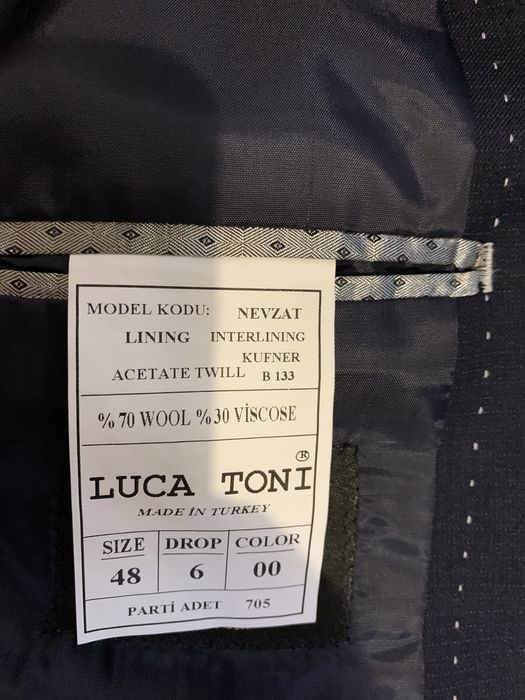 MODEL KODU: NEVZAT
LINING INTERLINING
KUFNER
ACETATE TWILL B 133
% 70 WOOL % 30 VİSCOSE
LUCA TONI ®
MADE İN TURKEY
SIZE DROP COLOR
48 6 00
PARTİ ADET 705